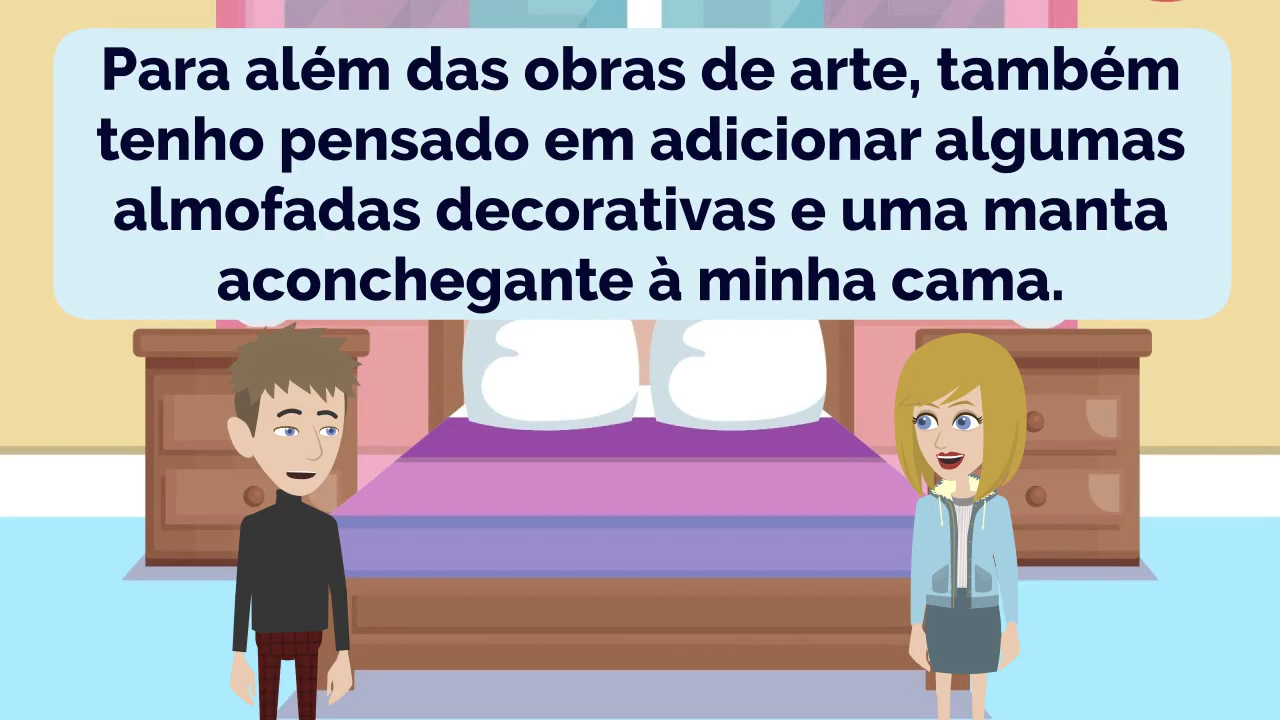 Para além das obras de arte, também
tenho pensado em adicionar algumas
almofadas decorativas e uma manta
aconchegante à minha cama.